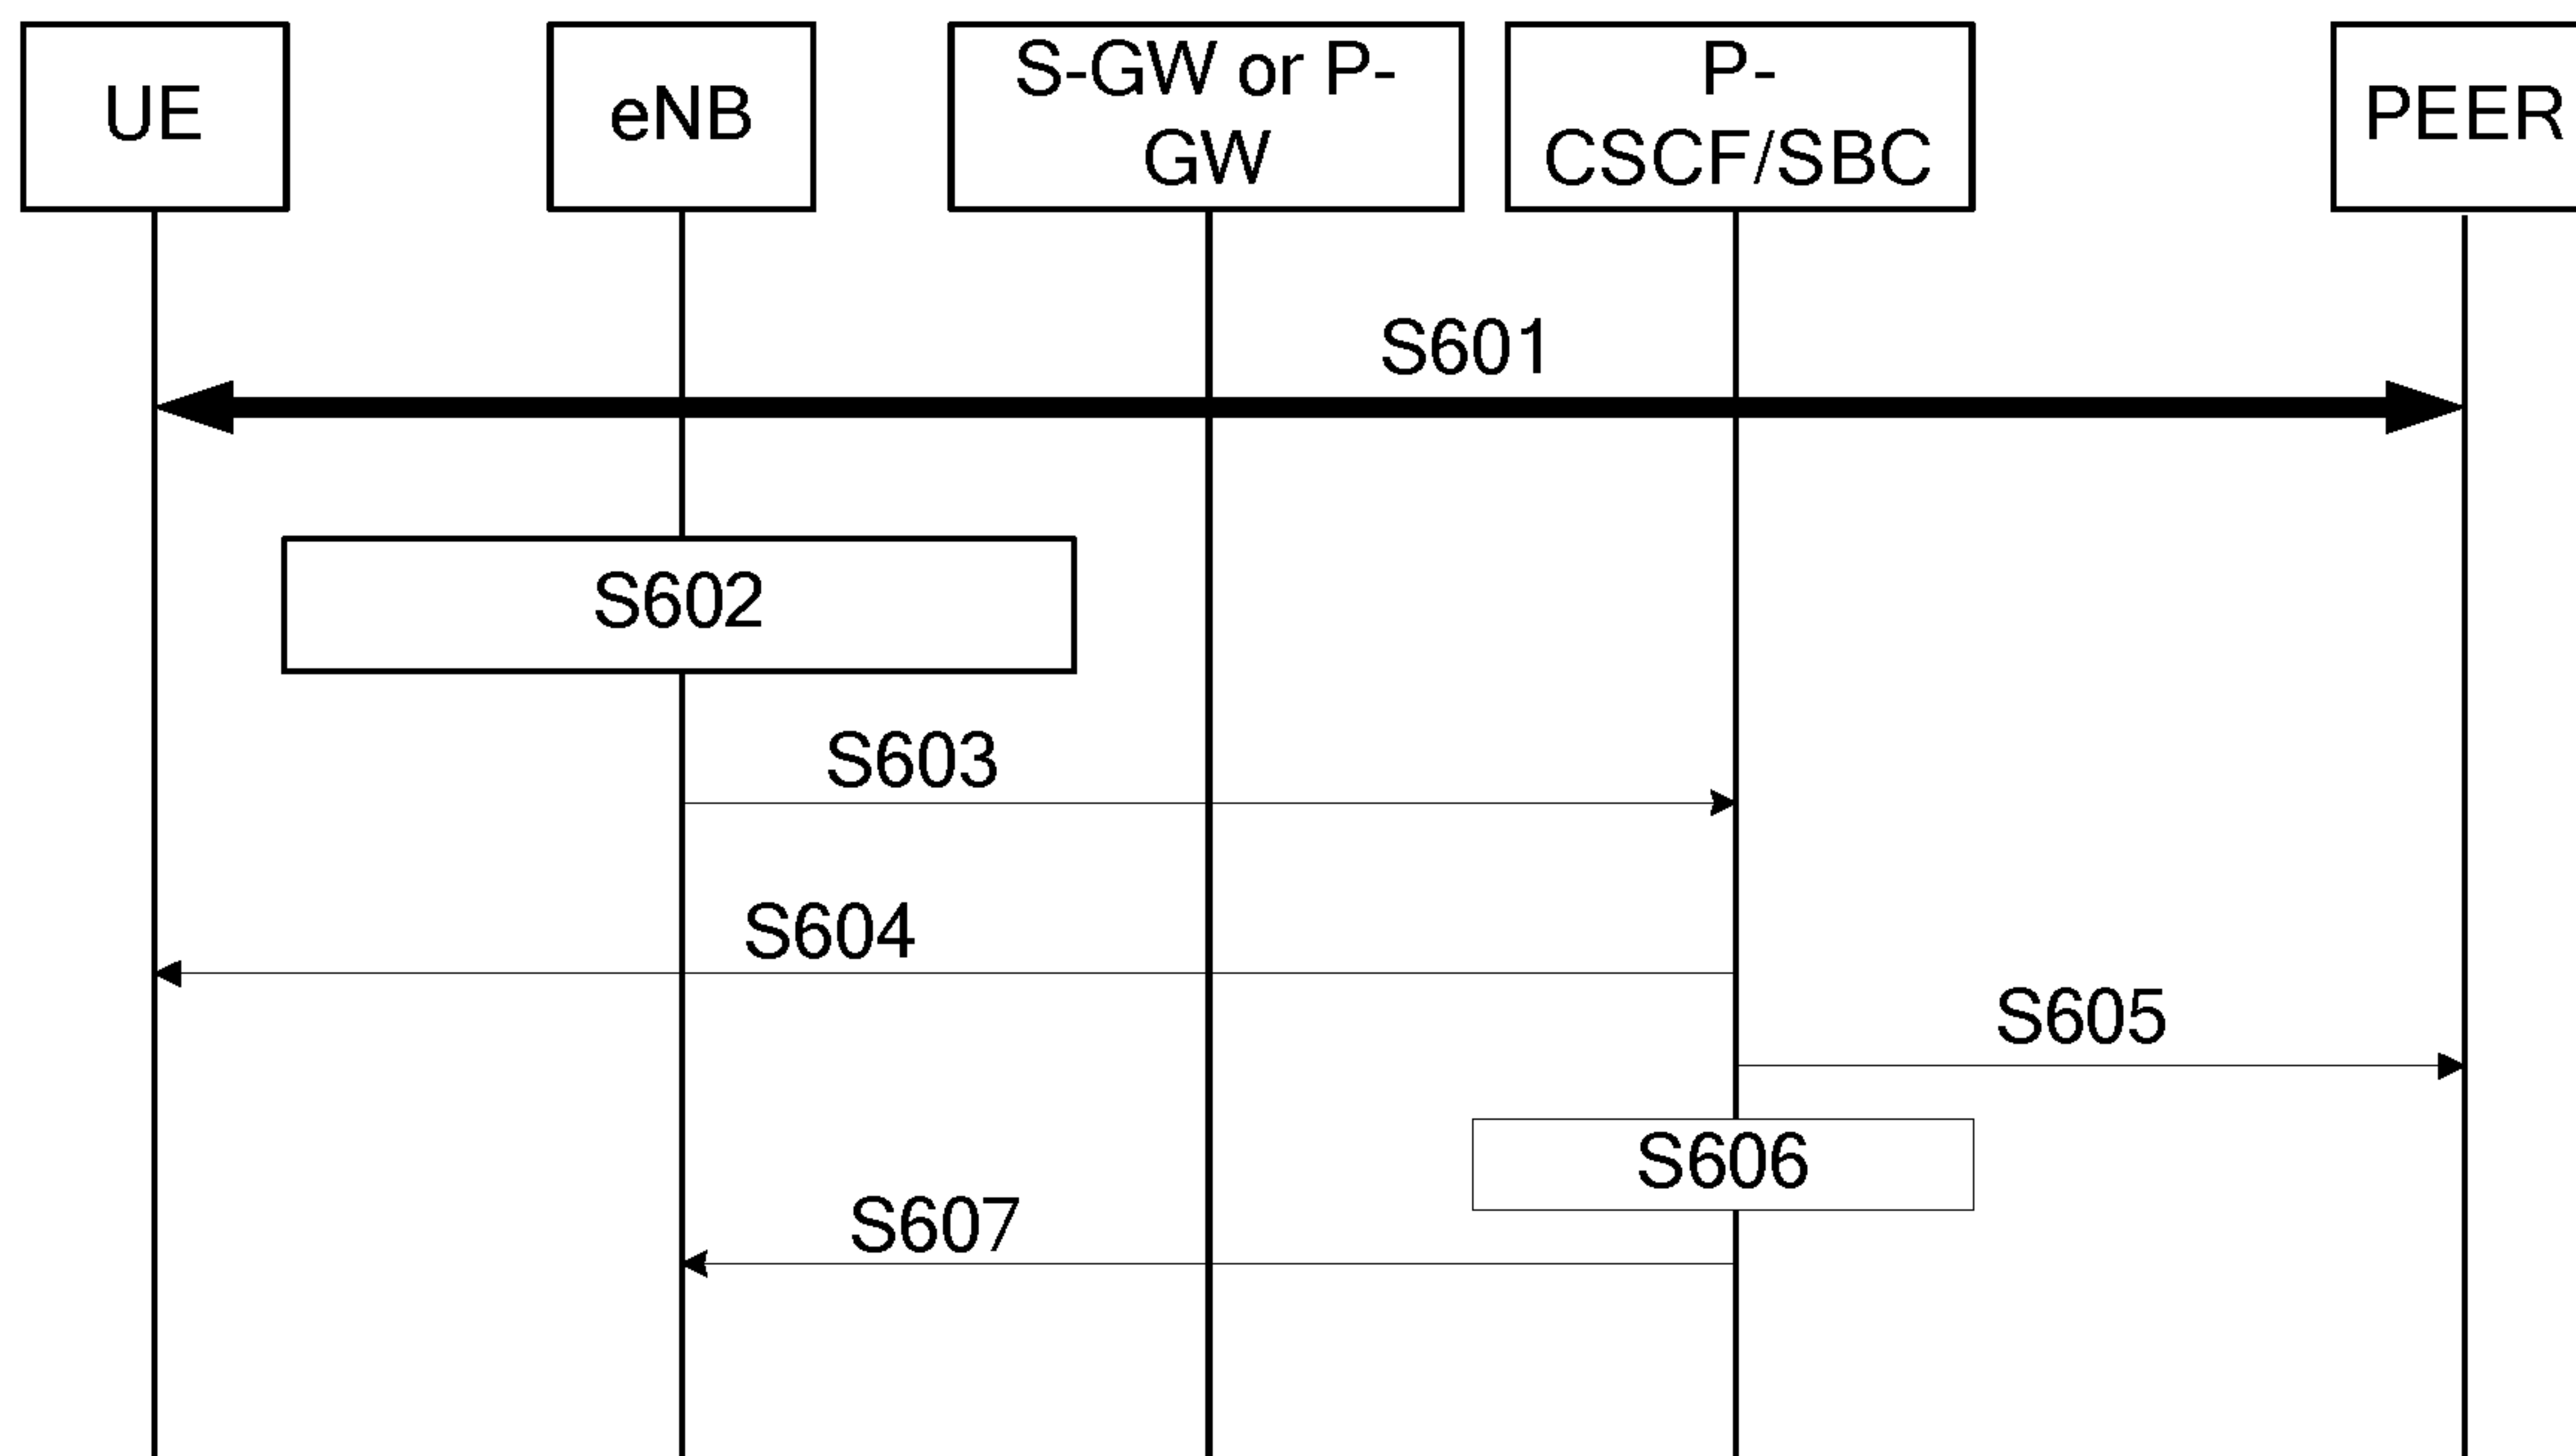 UE
eNB
S-GW or P-
GW
P-
CSCF/SBC
PEER
S601
S602
S603
S604
S605
S606
S607